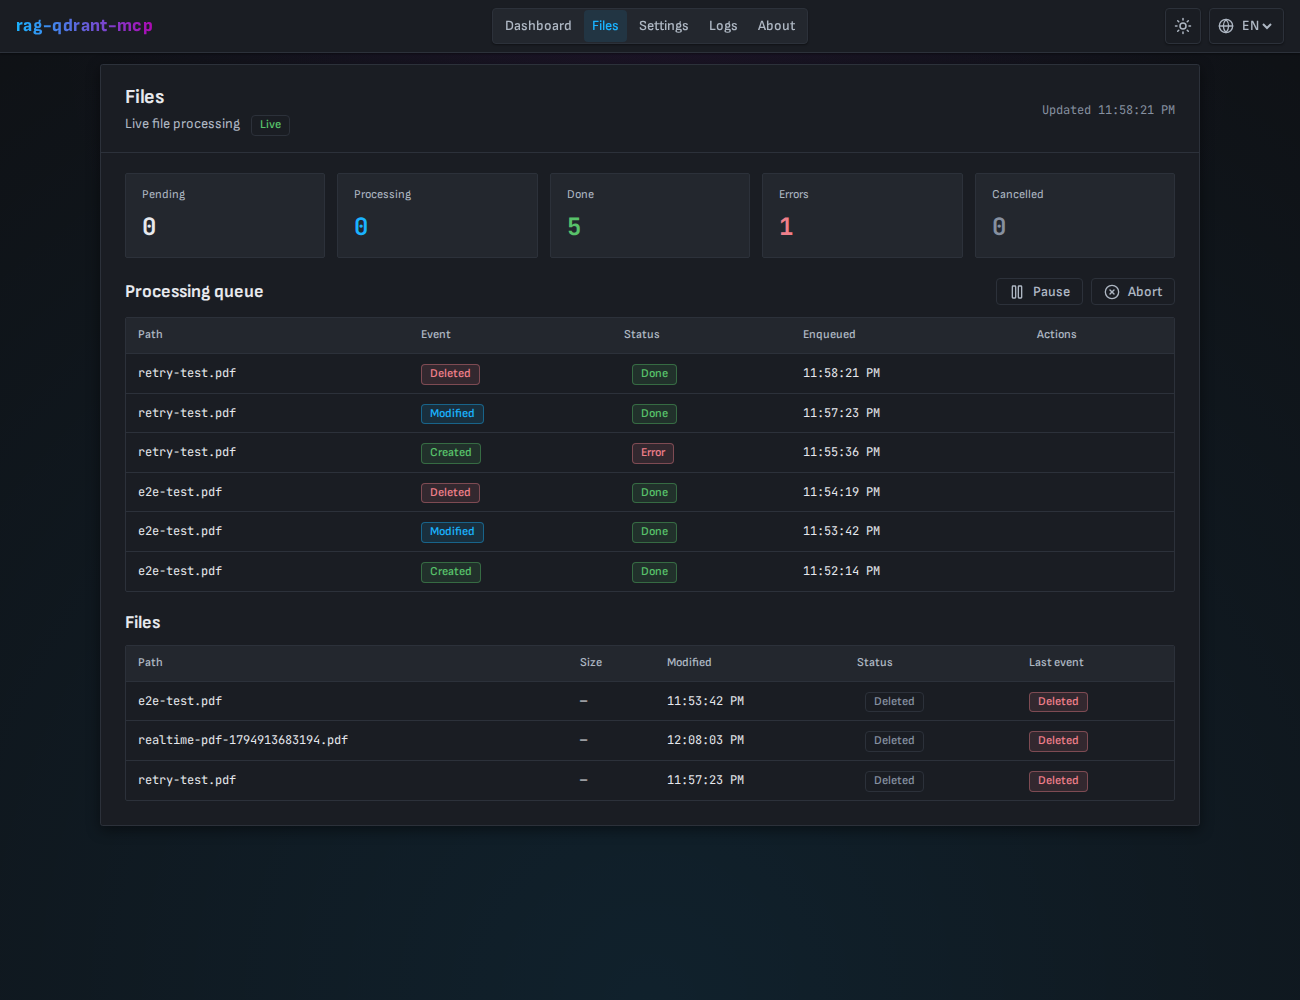 rag-qdrant-mcp Dashboard Files Settings Logs About EN
Files
Live file processing Live
Updated 11:58:21 PM
Pending Processing Done Errors Cancelled
0 0 5 1 0
Processing queue Pause Abort
Path Event Status Enqueued Actions
retry-test.pdf Deleted Done 11:58:21 PM
retry-test.pdf Modified Done 11:57:23 PM
retry-test.pdf Created Error 11:55:36 PM
e2e-test.pdf Deleted Done 11:54:19 PM
e2e-test.pdf Modified Done 11:53:42 PM
e2e-test.pdf Created Done 11:52:14 PM
Files
Path Size Modified Status Last event
e2e-test.pdf — 11:53:42 PM Deleted Deleted
realtime-pdf-1794913683194.pdf — 12:08:03 PM Deleted Deleted
retry-test.pdf — 11:57:23 PM Deleted Deleted